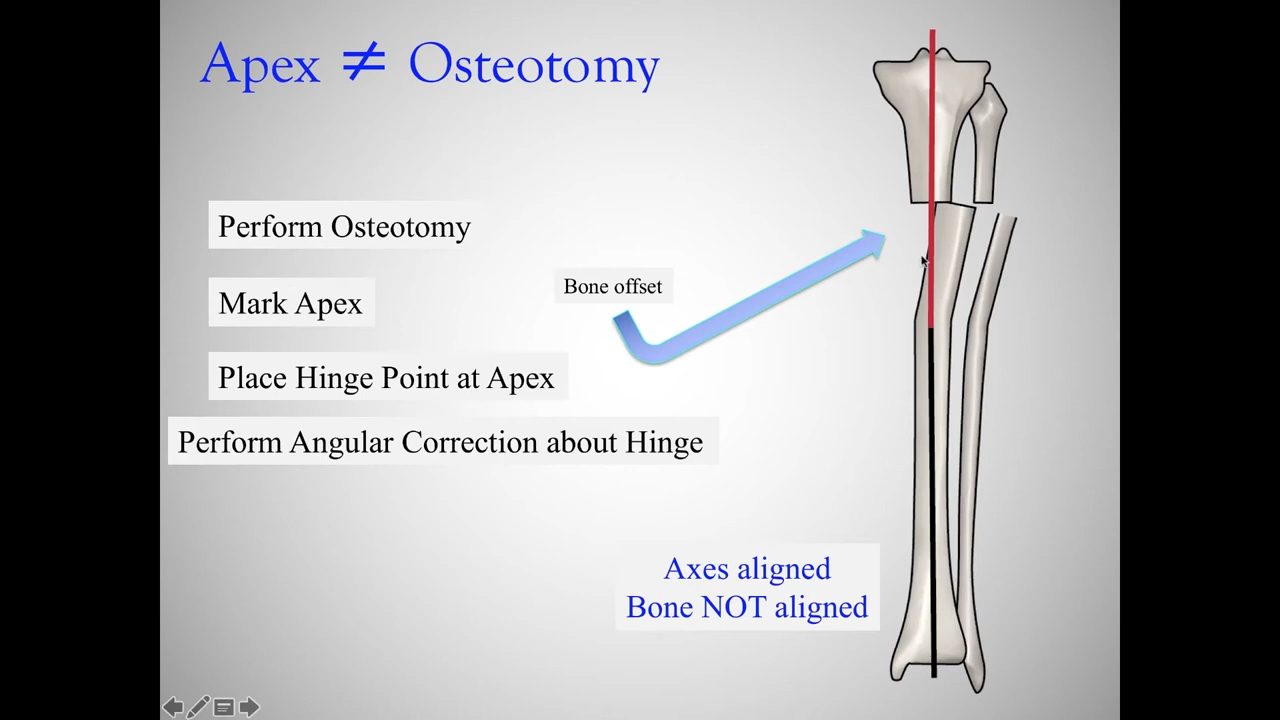 Apex ≠ Osteotomy
Perform Osteotomy
Mark Apex
Bone offset
Place Hinge Point at Apex
Perform Angular Correction about Hinge
Axes aligned
Bone NOT aligned